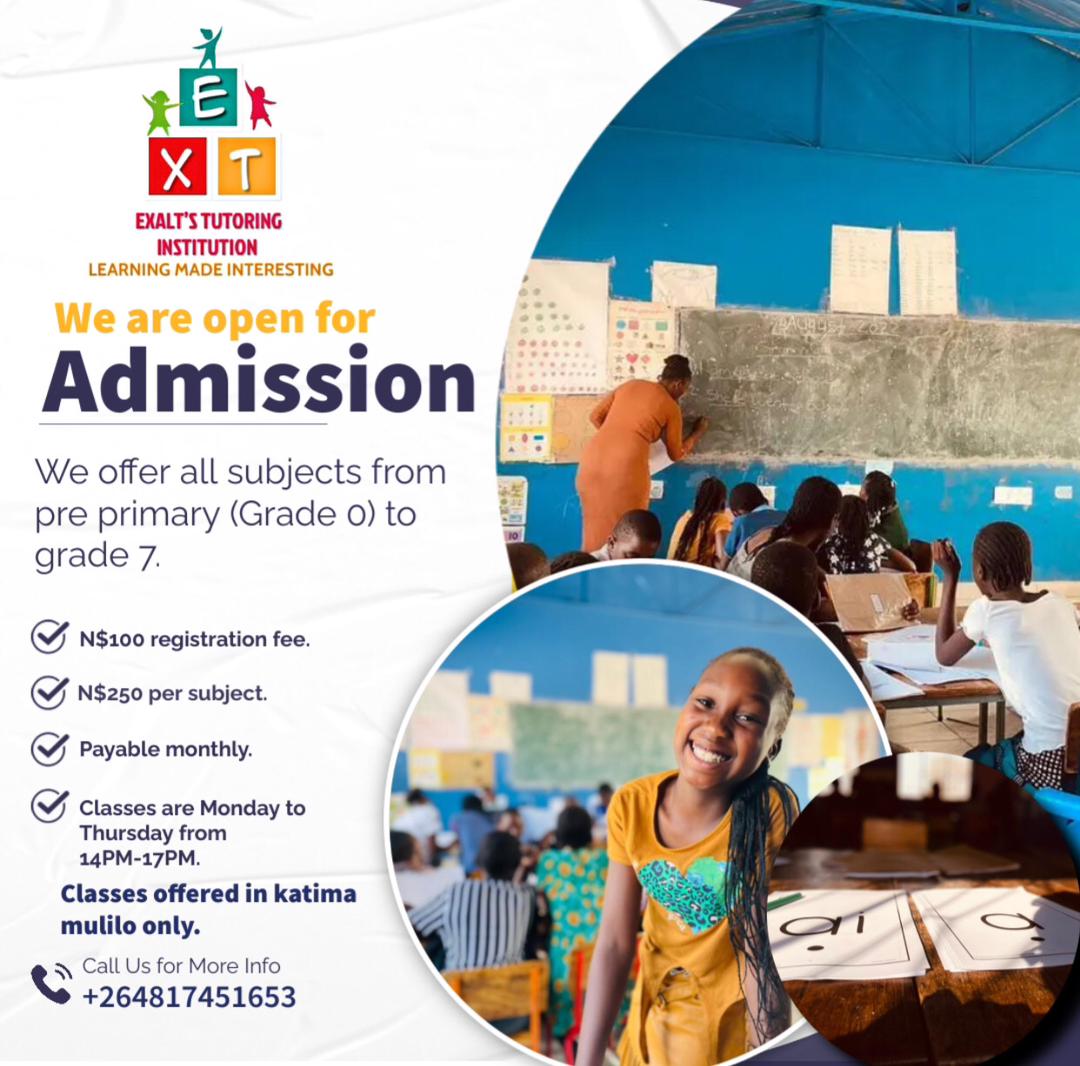 E
X T
EXALT'S TUTORING
INSTITUTION
LEARNING MADE INTERESTING
We are open for
Admission
We offer all subjects from
pre primary (Grade 0) to
grade 7.
N$100 registration fee.
N$250 per subject.
Payable monthly.
Classes are Monday to
Thursday from
14PM-17PM.
Classes offered in katima
mulilo only.
Call Us for More Info
+264817451653
ai
a